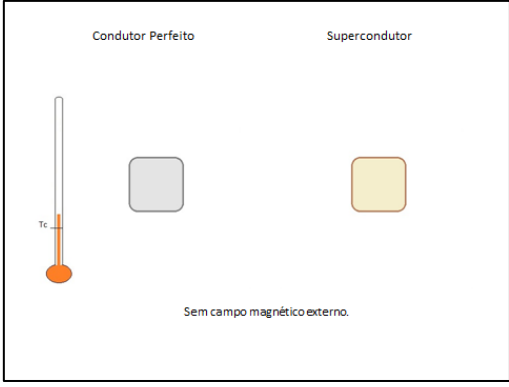 Condutor Perfeito
Supercondutor
Tc
Sem campo magnético externo.